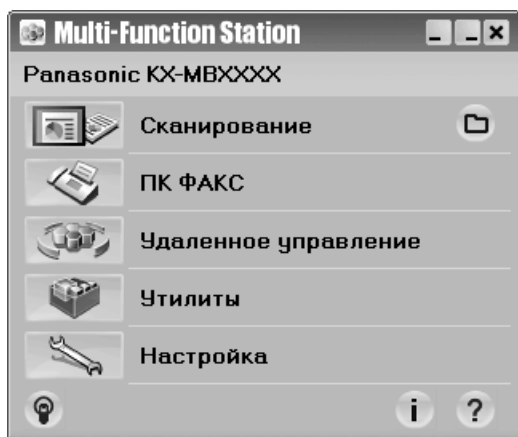 Multi-Function Station
Panasonic KX-MBXXXX
Сканирование
ПК ФАКС
Удаленное управление
Утилиты
Настройка
i ?